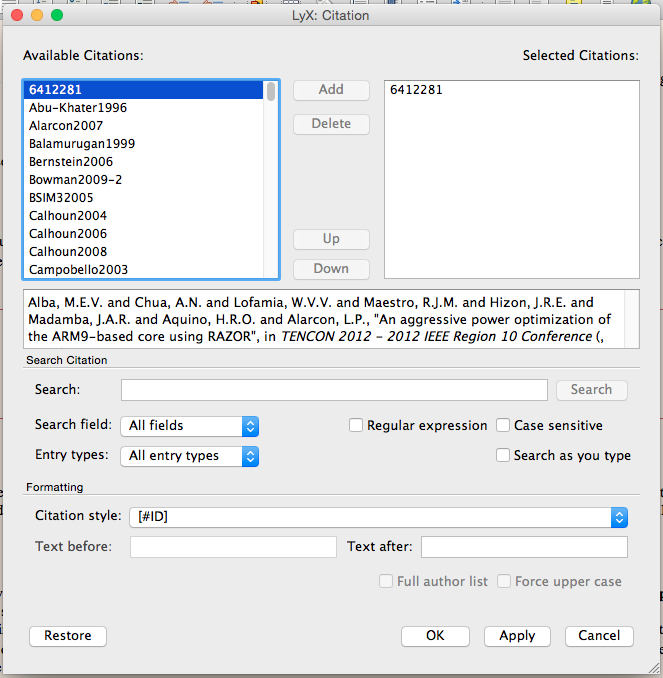 LyX: Citation
Available Citations:
Selected Citations:
6412281
Abu-Khater1996
Alarcon2007
Balamurugan1999
Bernstein2006
Bowman2009-2
BSIM32005
Calhoun2004
Calhoun2006
Calhoun2008
Campobello2003
Add
Delete
Up
Down
6412281
Alba, M.E.V. and Chua, A.N. and Lofamia, W.V.V. and Maestro, R.J.M. and Hizon, J.R.E. and
Madamba, J.A.R. and Aquino, H.R.O. and Alarcon, L.P., "An aggressive power optimization of
the ARM9-based core using RAZOR", in TENCON 2012 - 2012 IEEE Region 10 Conference (,
Search Citation
Search:
Search
Search field: All fields
Regular expression
Case sensitive
Entry types: All entry types
Search as you type
Formatting
Citation style: [#ID]
Text before:
Text after:
Full author list
Force upper case
Restore
OK
Apply
Cancel